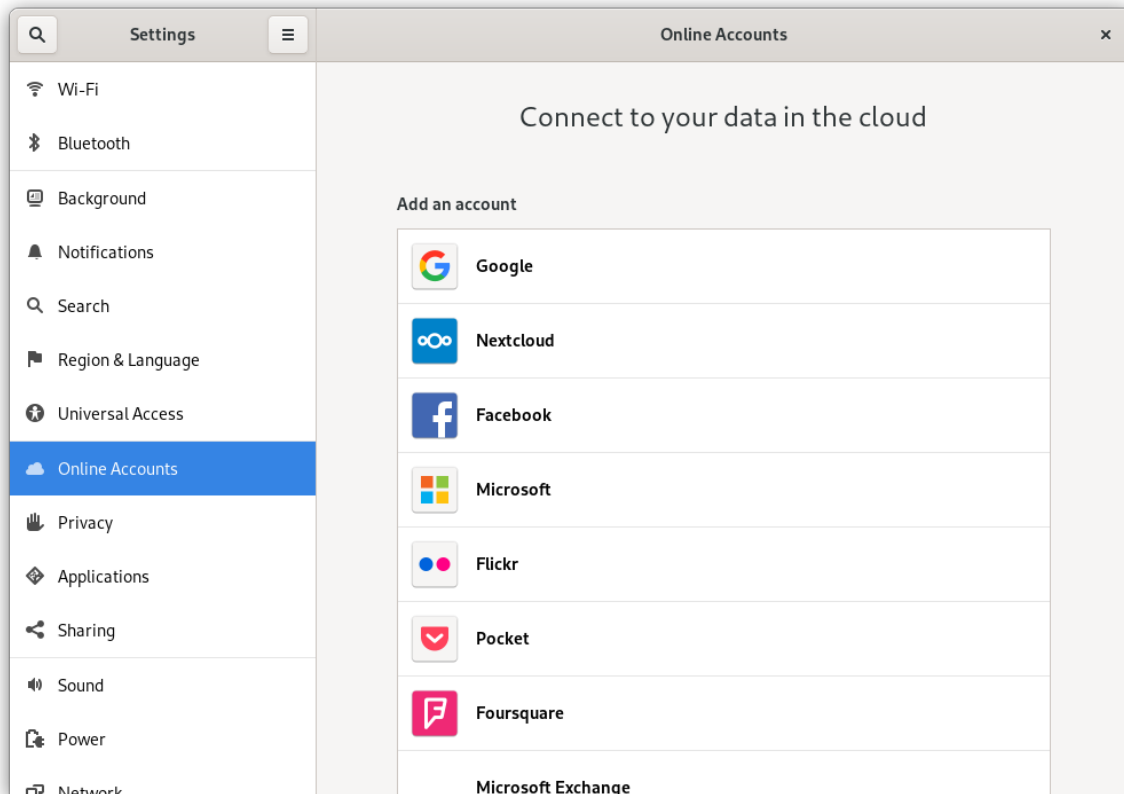 Settings
Online Accounts
Wi-Fi
Bluetooth
Background
Notifications
Search
Region & Language
Universal Access
Online Accounts
Privacy
Applications
Sharing
Sound
Power
Network
Connect to your data in the cloud
Add an account
Google
Nextcloud
Facebook
Microsoft
Flickr
Pocket
Foursquare
Microsoft Exchange